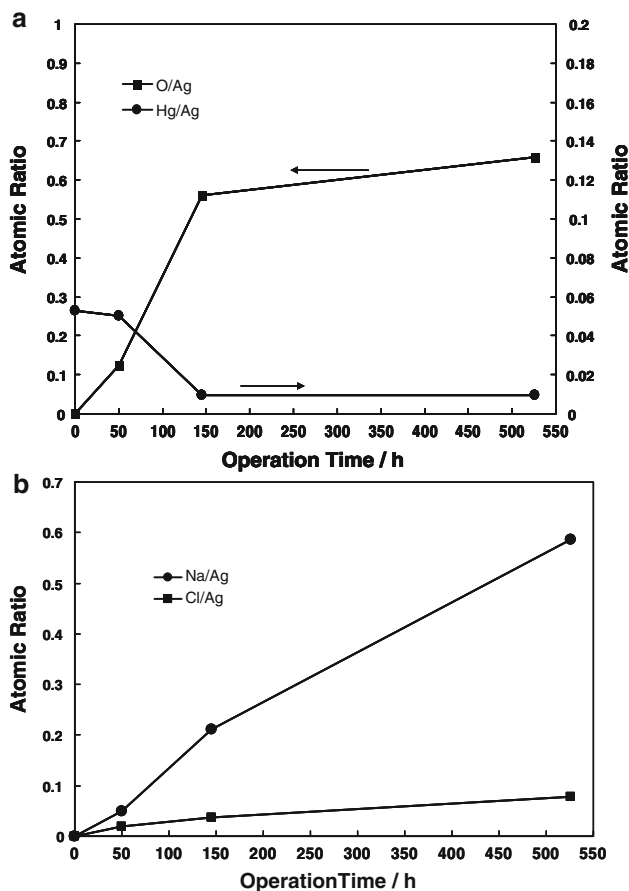 a
1
0.9
0.8
0.7
0.6
0.5
0.4
0.3
0.2
0.1
0
0.2
0.18
0.16
0.14
0.12
0.1
0.08
0.06
0.04
0.02
0
O/Ag
Hg/Ag
Atomic Ratio
Atomic Ratio
0 50 100 150 200 250 300 350 400 450 500 550
Operation Time / h
b
0.7
0.6
0.5
0.4
0.3
0.2
0.1
0
Na/Ag
Cl/Ag
Atomic Ratio
0 50 100 150 200 250 300 350 400 450 500 550
OperationTime / h